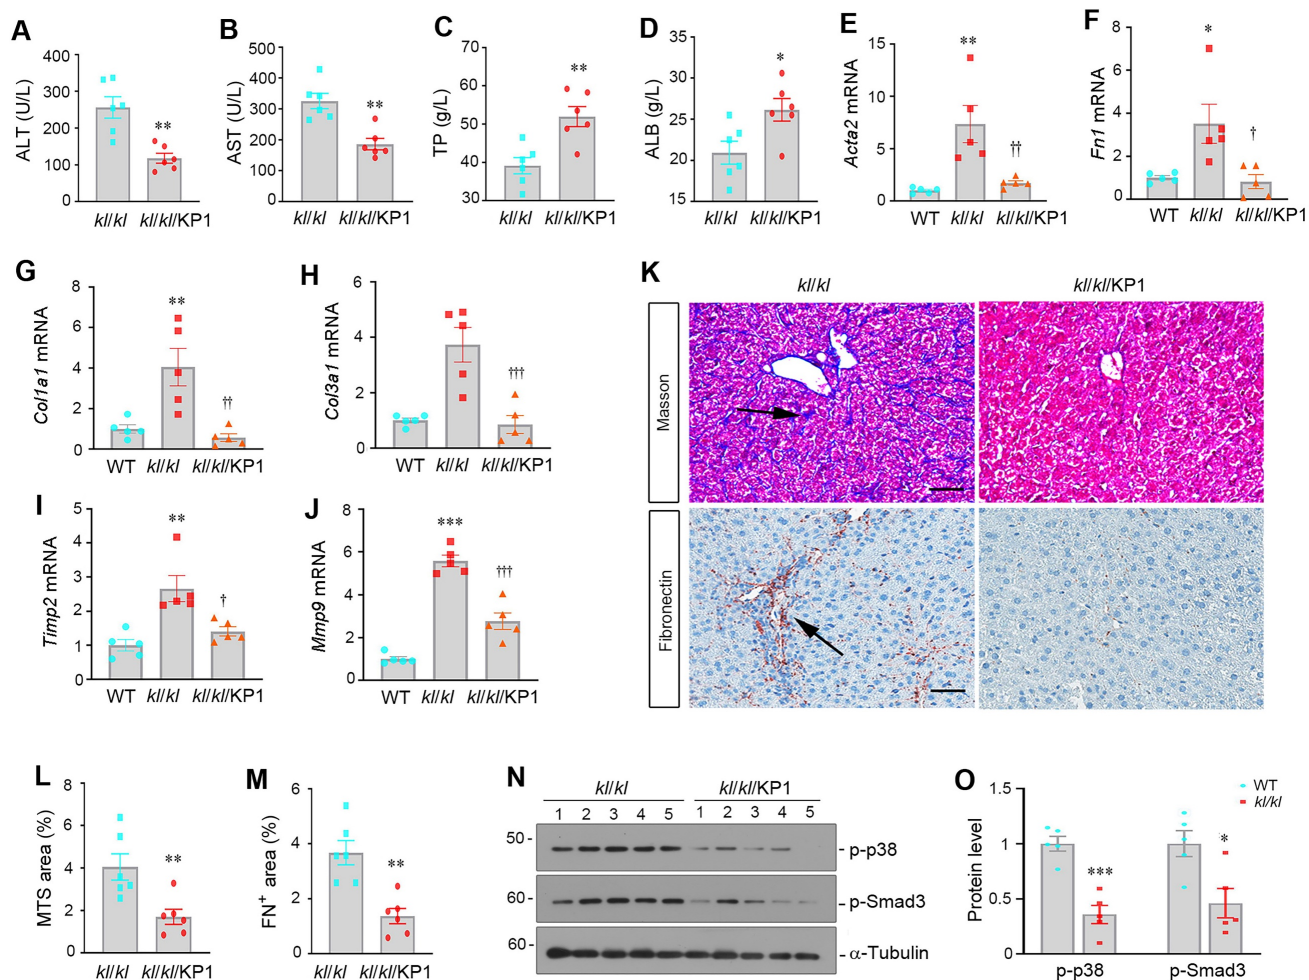 A
ALT (U/L)
400
300
200
100
0
**
kl/kl
kl/kl/KP1
B
AST (U/L)
500
400
300
200
100
0
**
kl/kl
kl/kl/KP1
C
TP (g/L)
70
60
50
40
30
**
kl/kl
kl/kl/KP1
D
ALB (g/L)
35
30
25
20
15
*
kl/kl
kl/kl/KP1
E
Acta2 mRNA
15
10
5
0
**
††
WT
kl/kl
kl/kl/KP1
F
Fn1 mRNA
8
6
4
2
0
*
†
WT
kl/kl
kl/kl/KP1
G
Col1a1 mRNA
8
6
4
2
0
**
††
WT
kl/kl
kl/kl/KP1
H
Col3a1 mRNA
6
4
2
0
†††
WT
kl/kl
kl/kl/KP1
I
Timp2 mRNA
5
4
3
2
1
0
**
†
WT
kl/kl
kl/kl/KP1
J
Mmp9 mRNA
8
6
4
2
0
***
†††
WT
kl/kl
kl/kl/KP1
K
kl/kl
kl/kl/KP1
Masson
Fibronectin
L
MTS area (%)
8
6
4
2
0
**
kl/kl
kl/kl/KP1
M
FN+ area (%)
6
4
2
0
**
kl/kl
kl/kl/KP1
N
kl/kl
kl/kl/KP1
1 2 3 4 5 1 2 3 4 5
50-
- p-p38
60-
- p-Smad3
60-
- α-Tubulin
O
Protein level
1.5
1
0.5
0
WT
kl/kl
***
*
p-p38
p-Smad3